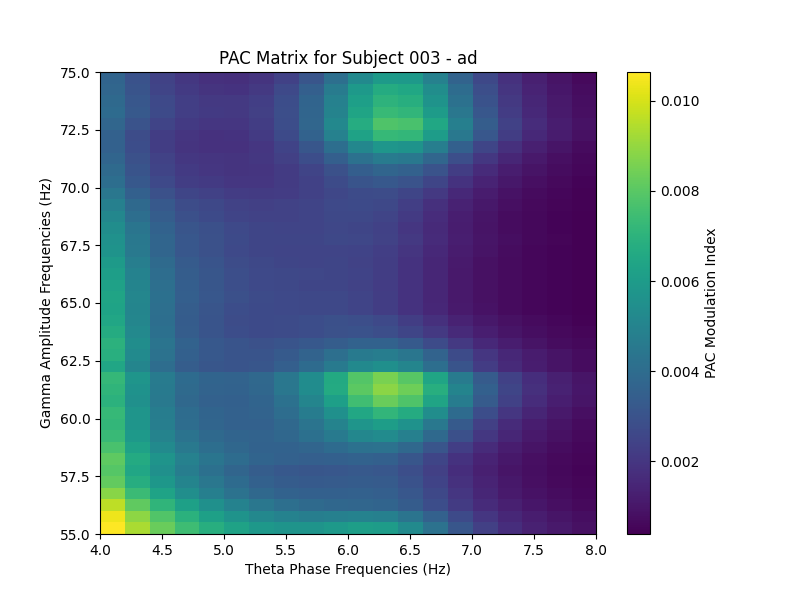 PAC Matrix for Subject 003 - ad
75.0
72.5
70.0
67.5
65.0
62.5
60.0
57.5
55.0
Gamma Amplitude Frequencies (Hz)
4.0 4.5 5.0 5.5 6.0 6.5 7.0 7.5 8.0
Theta Phase Frequencies (Hz)
0.010
0.008
0.006
0.004
0.002
PAC Modulation Index